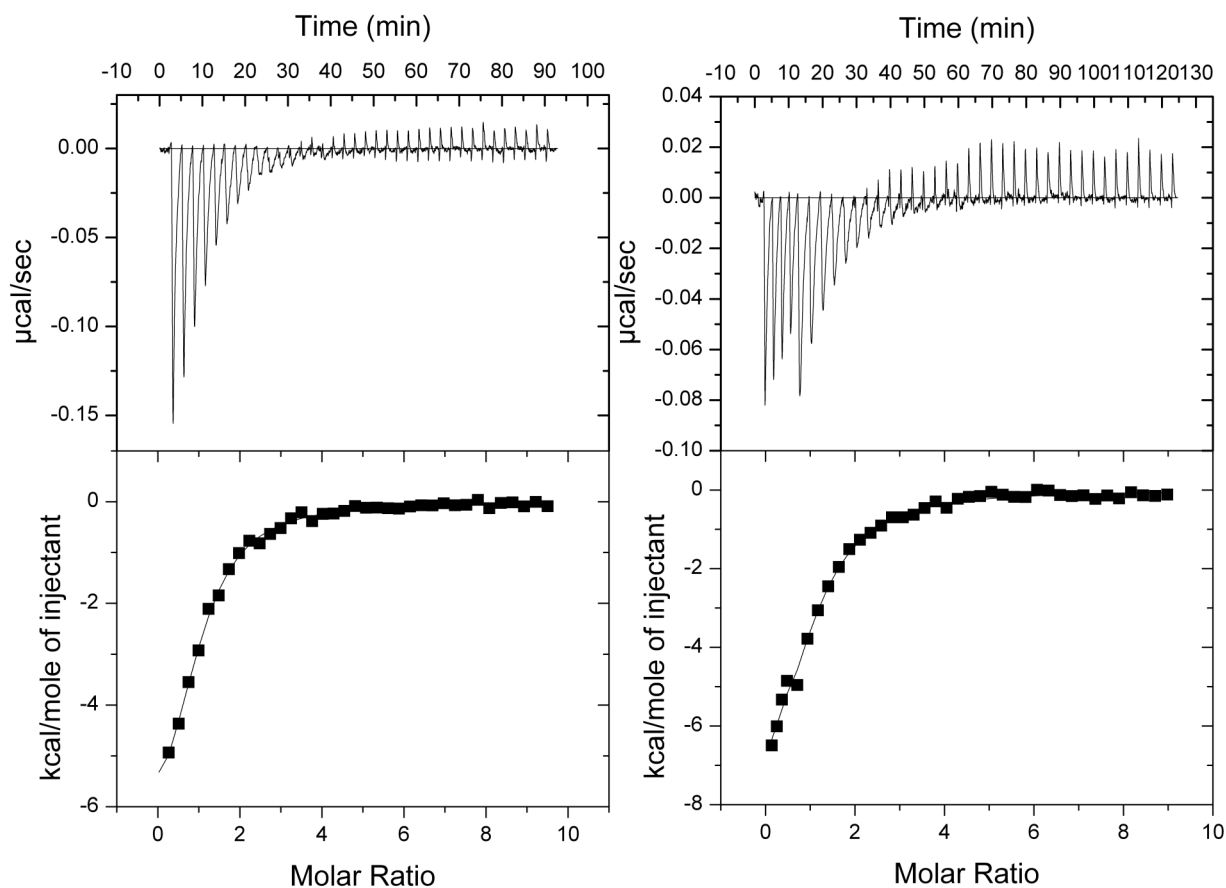 Time (min)
-10 0 10 20 30 40 50 60 70 80 90 100
0.00
-0.05
-0.10
-0.15
µcal/sec
0
-2
-4
-6
kcal/mole of injectant
0 2 4 6 8 10
Molar Ratio
Time (min)
-10 0 10 20 30 40 50 60 70 80 90 100 110 120 130
0.04
0.02
0.00
-0.02
-0.04
-0.06
-0.08
-0.10
µcal/sec
0
-2
-4
-6
-8
kcal/mole of injectant
0 2 4 6 8 10
Molar Ratio